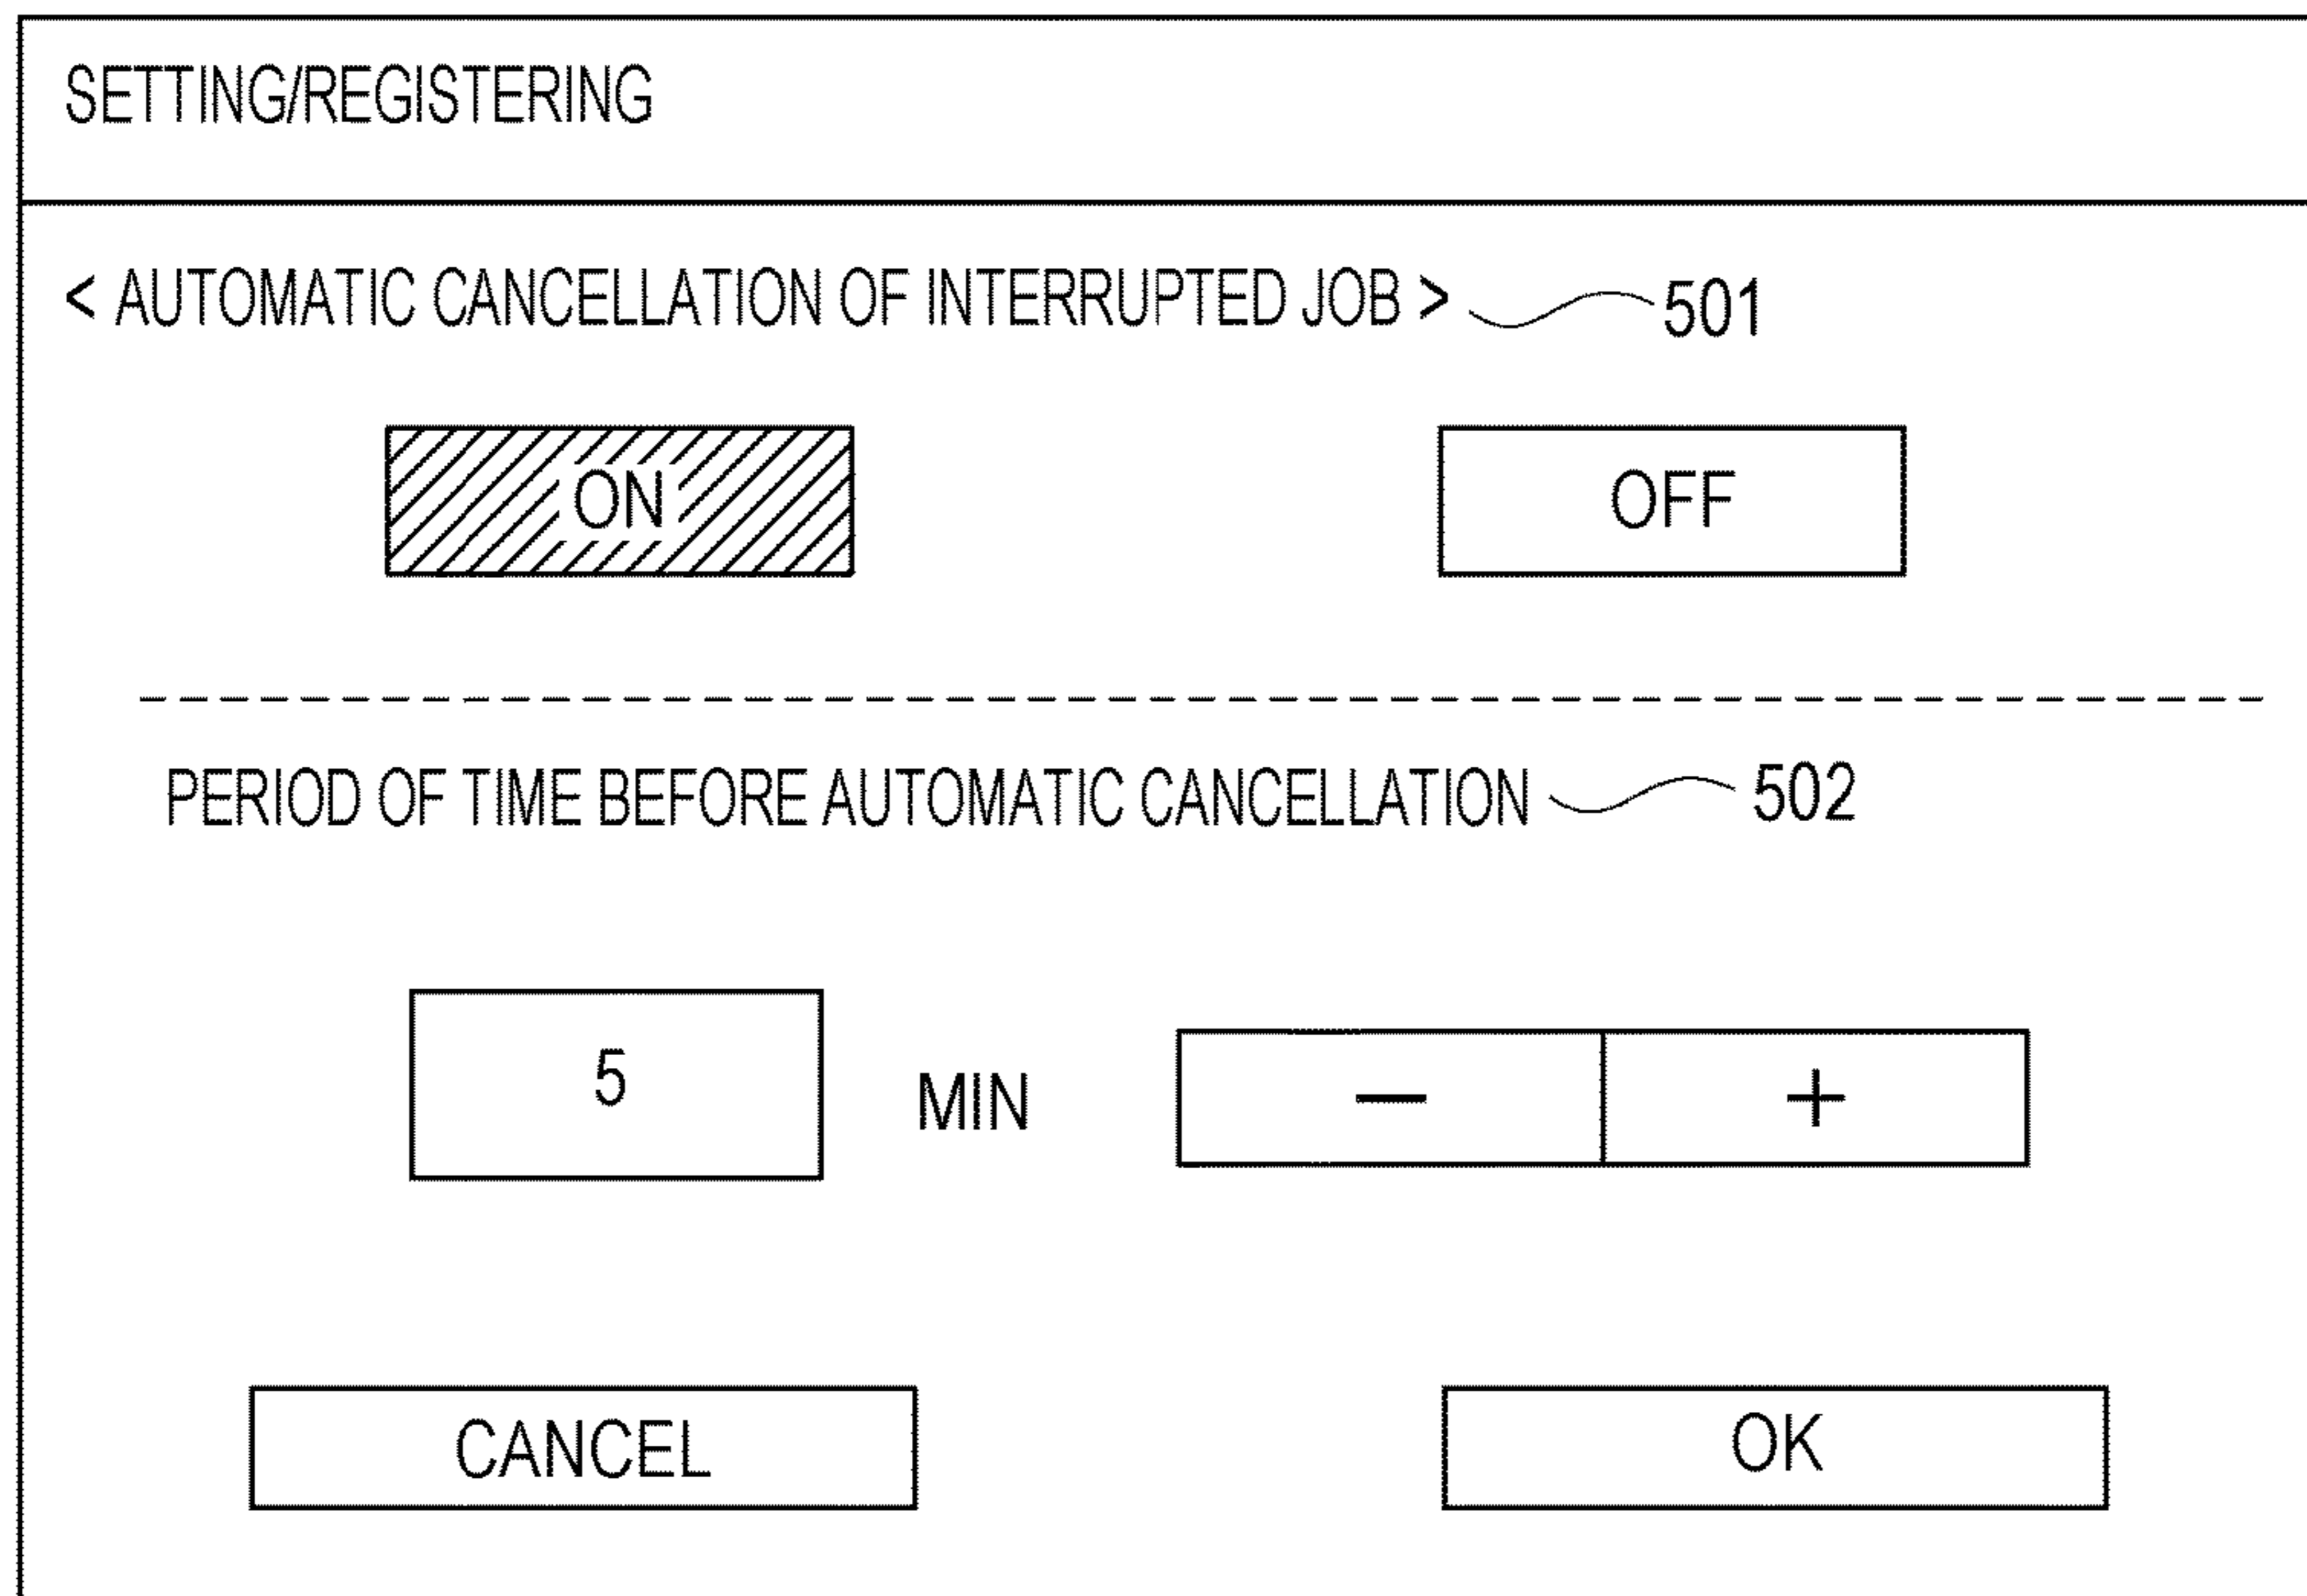 SETTING/REGISTERING
< AUTOMATIC CANCELLATION OF INTERRUPTED JOB > 501
ON OFF
PERIOD OF TIME BEFORE AUTOMATIC CANCELLATION 502
5 MIN − +
CANCEL OK